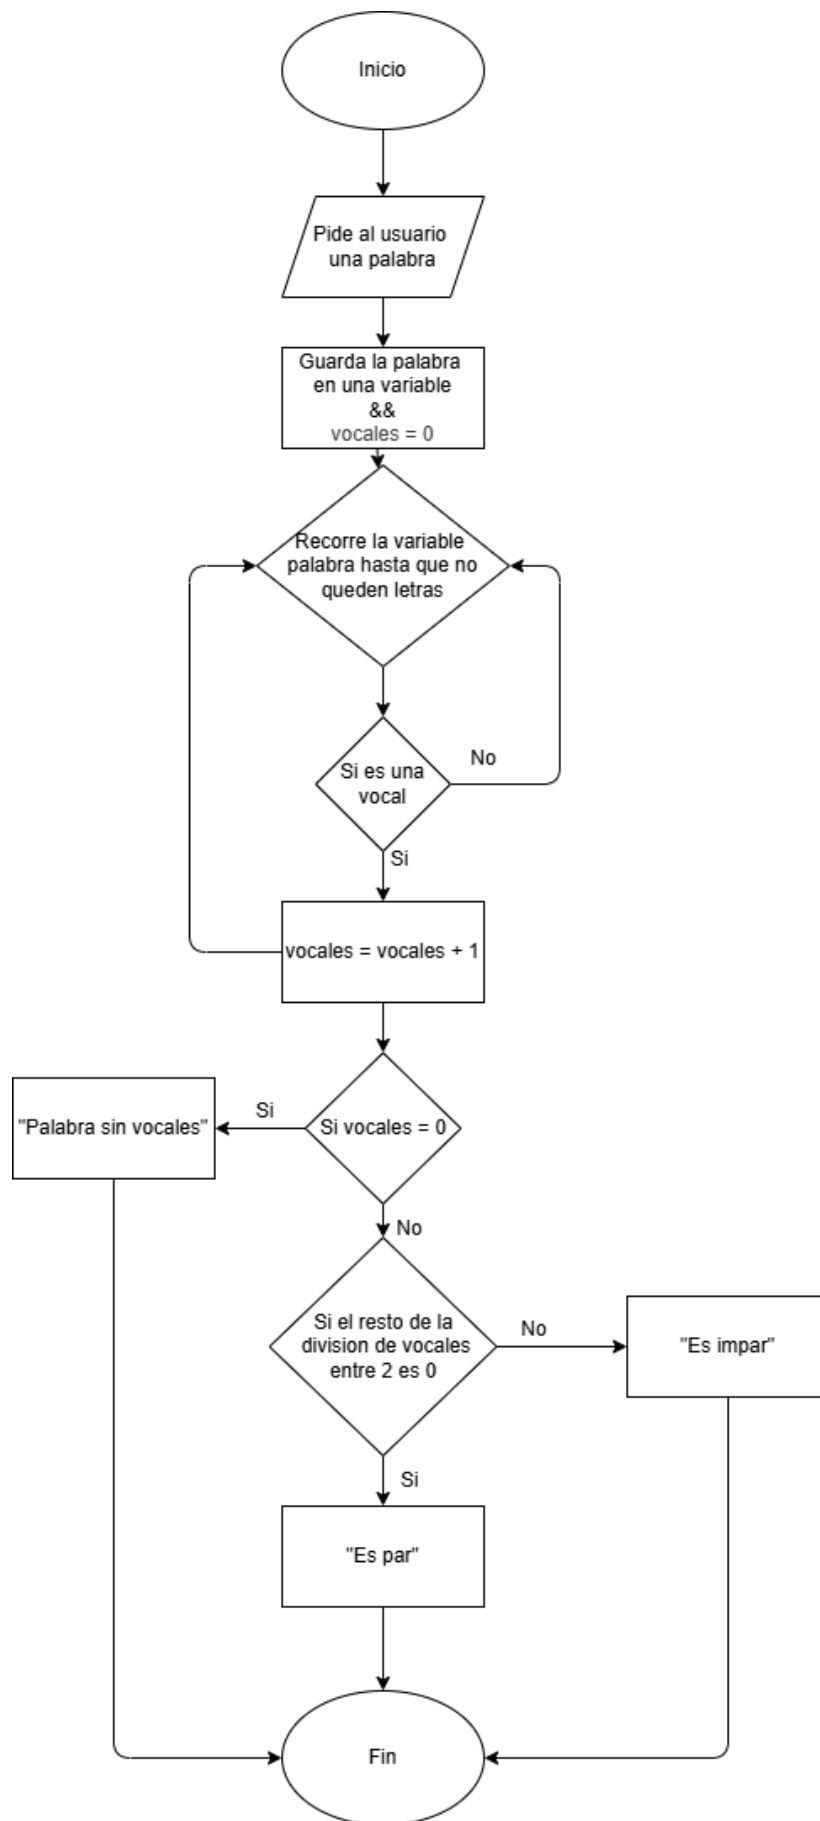 Inicio
Pide al usuario
una palabra
Guarda la palabra
en una variable
&&
vocales = 0
Recorre la variable
palabra hasta que no
queden letras
Si es una
vocal
No
Si
vocales = vocales + 1
"Palabra sin vocales"
Si
Si vocales = 0
No
Si el resto de la
division de vocales
entre 2 es 0
No
"Es impar"
Si
"Es par"
Fin